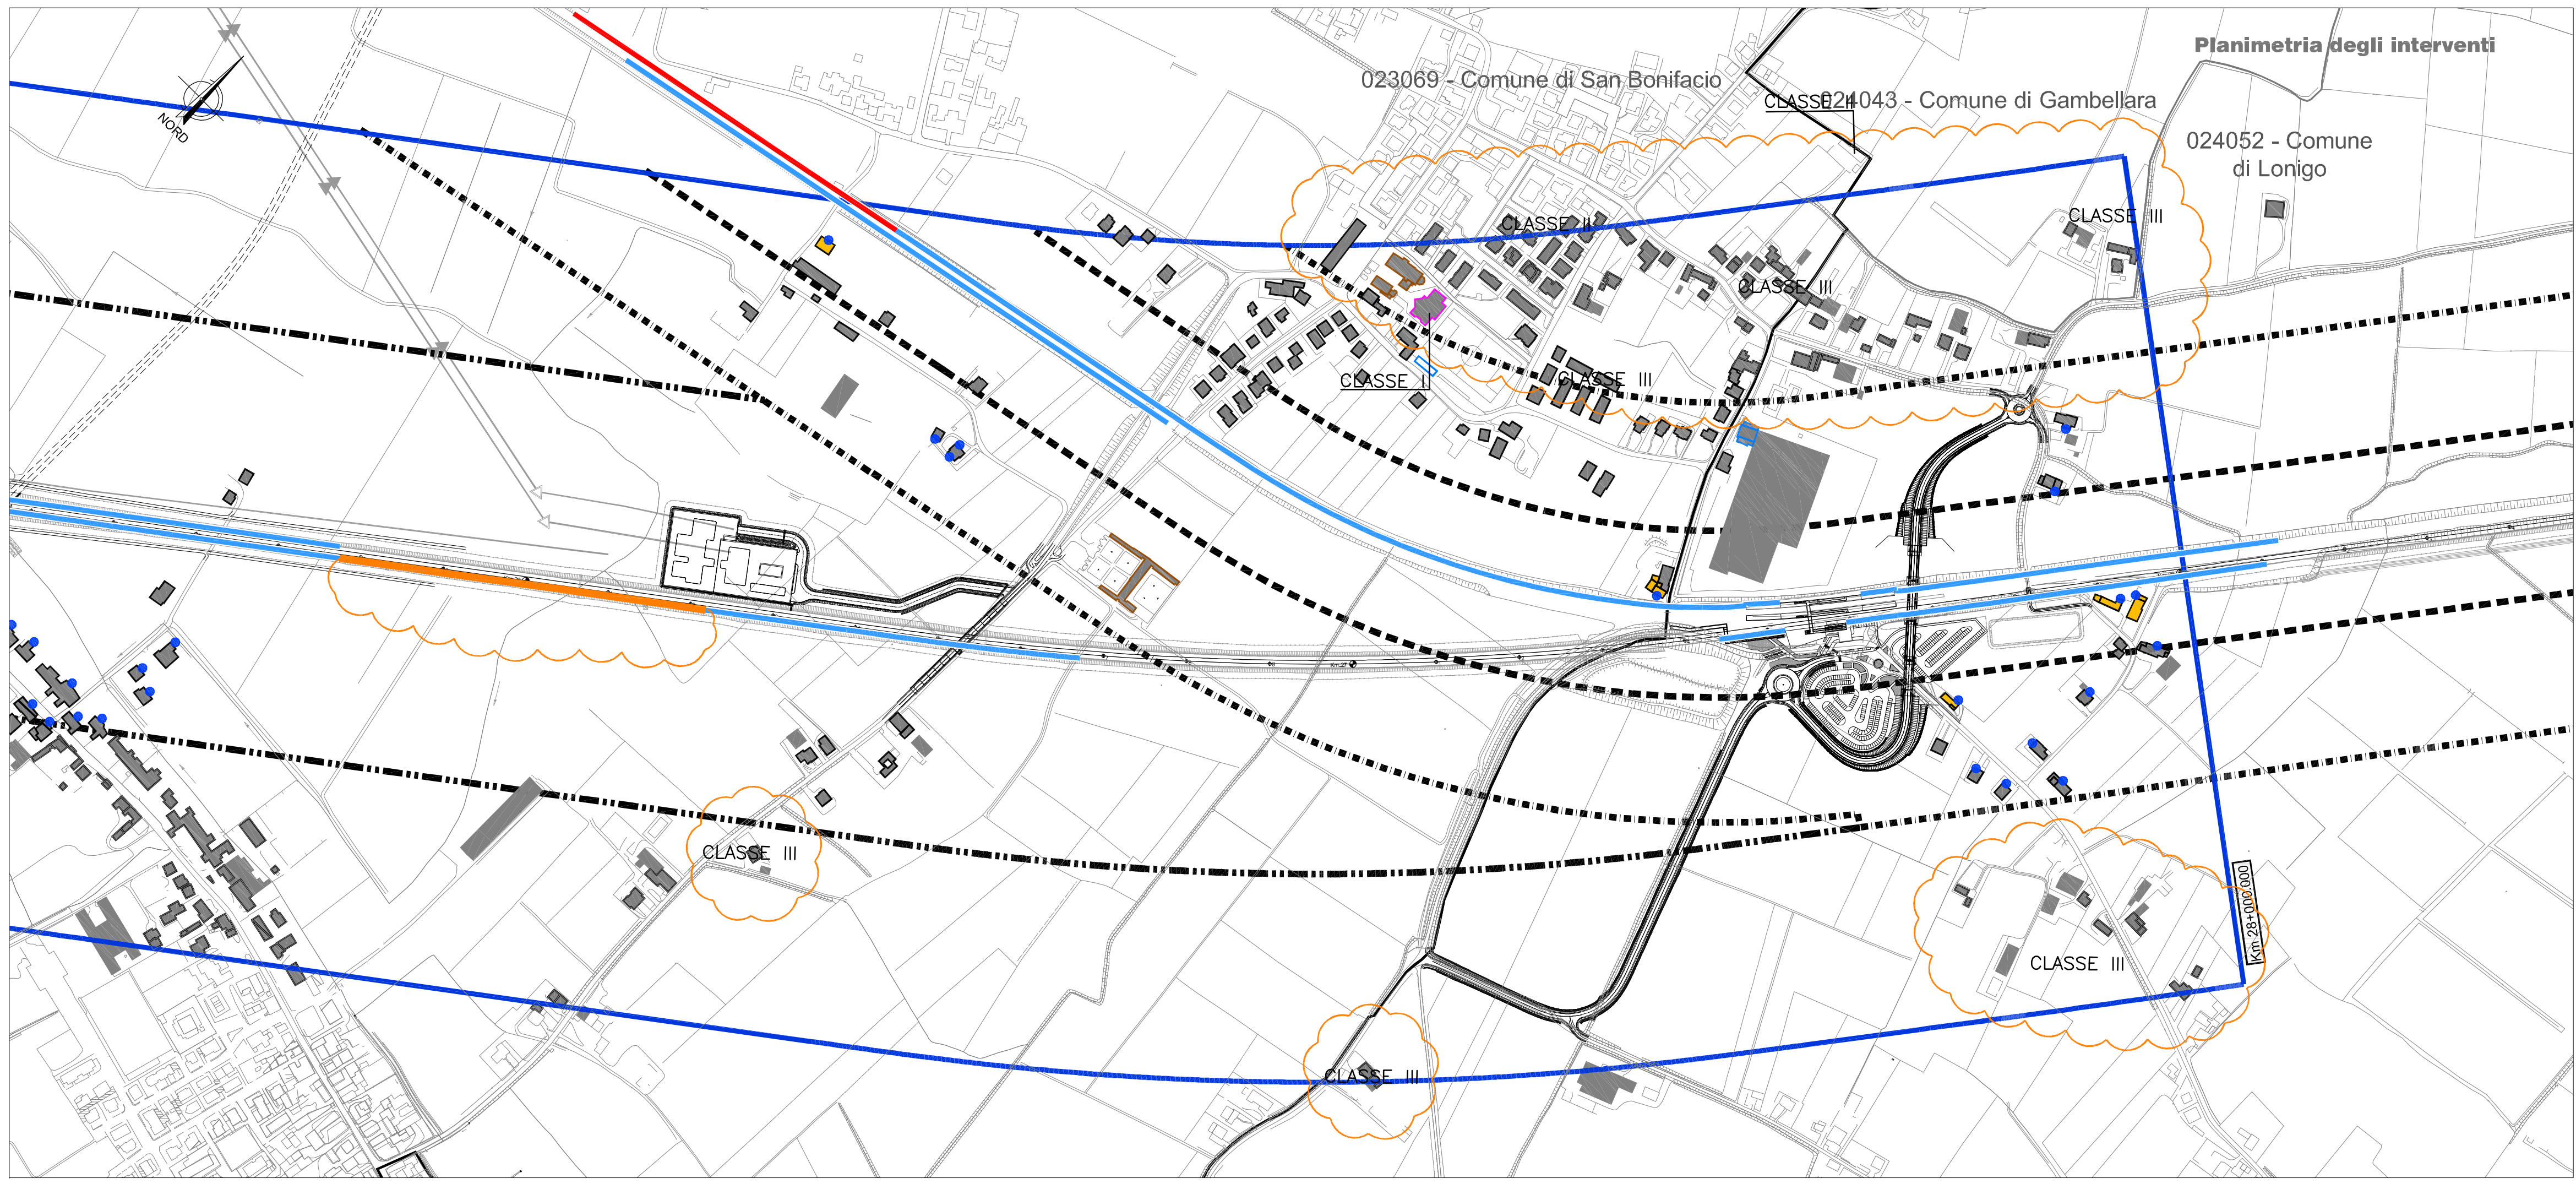 Planimetria degli interventi
023069 - Comune di San Bonifacio
CLASSE II
024043 - Comune di Gambellara
024052 - Comune
di Lonigo
NORD
CLASSE II
CLASSE III
CLASSE III
CLASSE I
CLASSE III
CLASSE III
CLASSE III
Km 28+000.000
CLASSE III